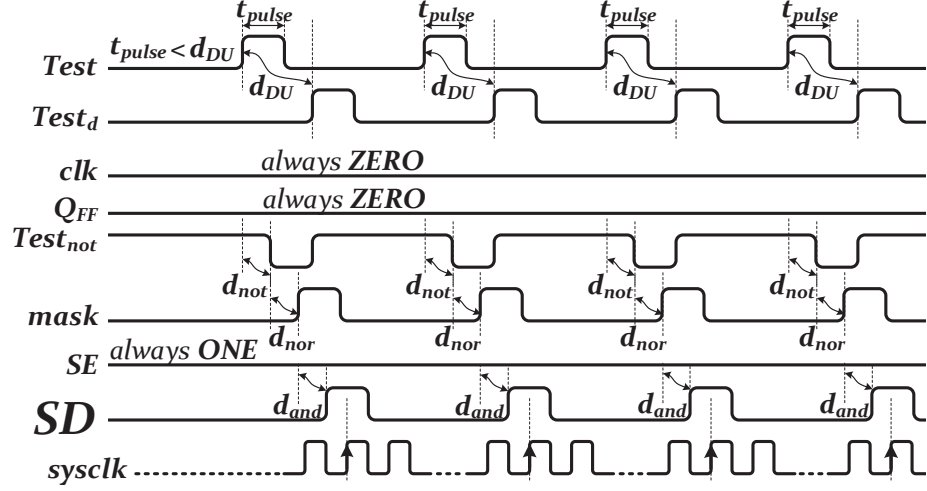 t_pulse t_pulse t_pulse t_pulse
Test t_pulse < d_DU
d_DU d_DU d_DU d_DU
Test_d
clk always ZERO
Q_FF always ZERO
Test_not
d_not d_not d_not d_not
mask
d_nor d_nor d_nor d_nor
SE always ONE
d_and d_and d_and d_and
SD
sysclk